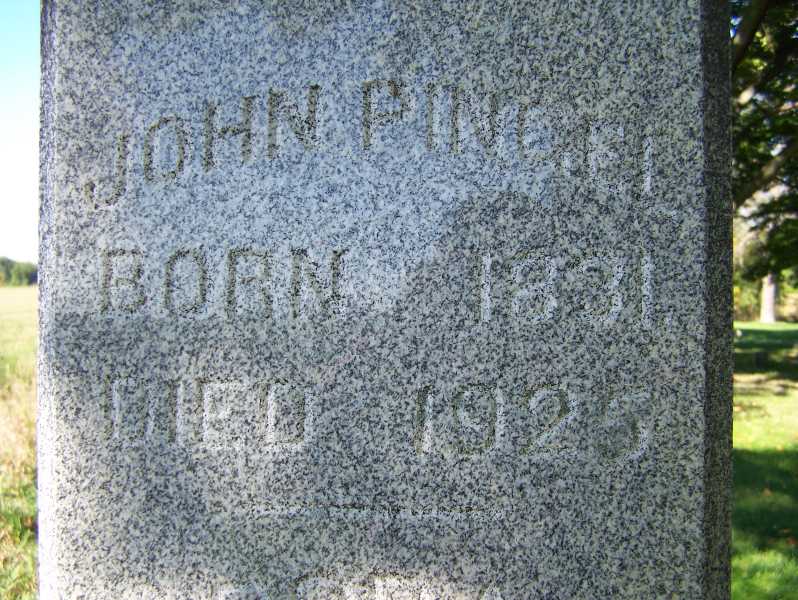 JOHN PINGEL
BORN 1831.
DIED 1925